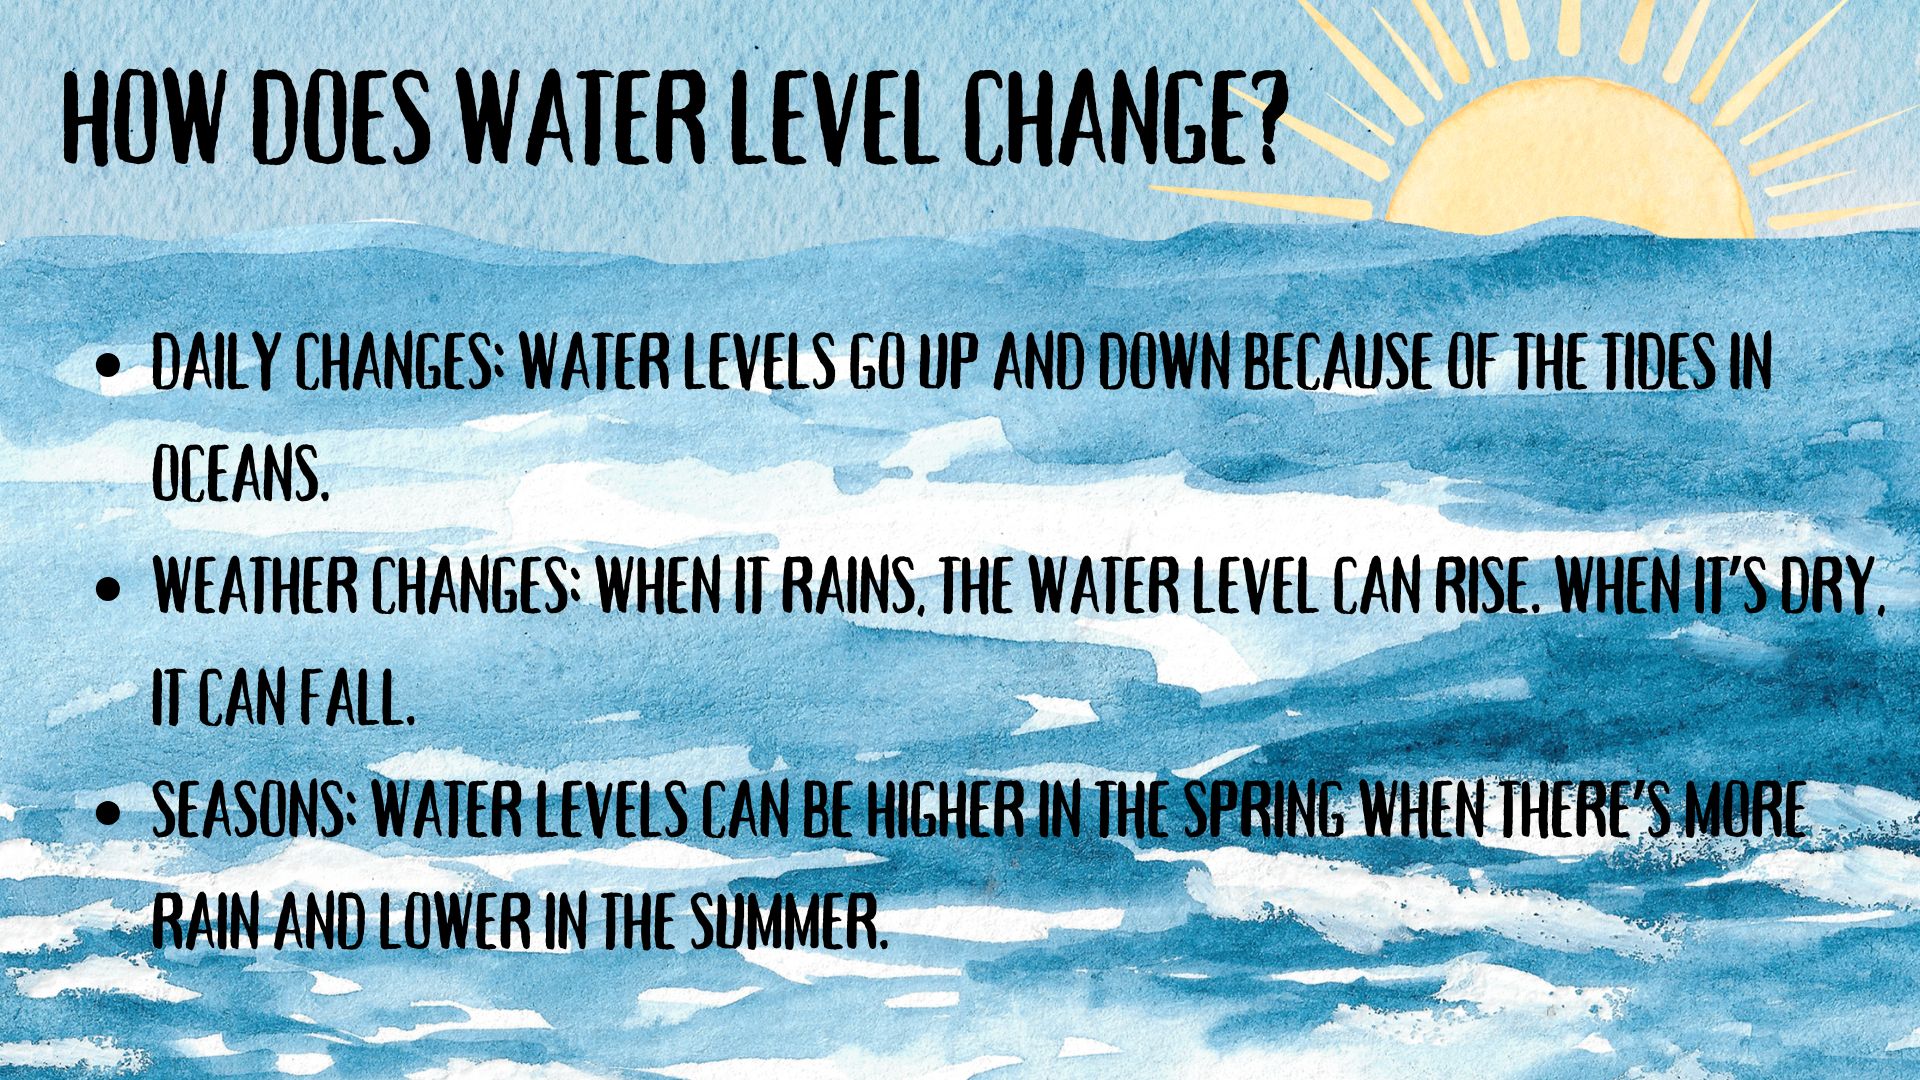 HOW DOES WATER LEVEL CHANGE?
• DAILY CHANGES: WATER LEVELS GO UP AND DOWN BECAUSE OF THE TIDES IN
OCEANS.
• WEATHER CHANGES: WHEN IT RAINS, THE WATER LEVEL CAN RISE. WHEN IT'S DRY,
IT CAN FALL.
• SEASONS: WATER LEVELS CAN BE HIGHER IN THE SPRING WHEN THERE'S MORE
RAIN AND LOWER IN THE SUMMER.